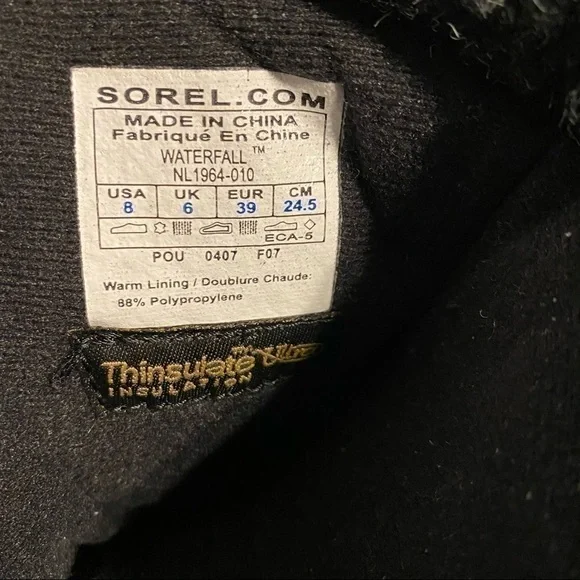 SOREL.COM
MADE IN CHINA
Fabriqué En Chine
WATERFALL™
NL1964-010
USA UK EUR CM
8 6 39 24.5
ECA-5
POU 0407 F07
Warm Lining / Doublure Chaude:
88% Polypropylene
Thinsulate™ Ultra
INSULATION